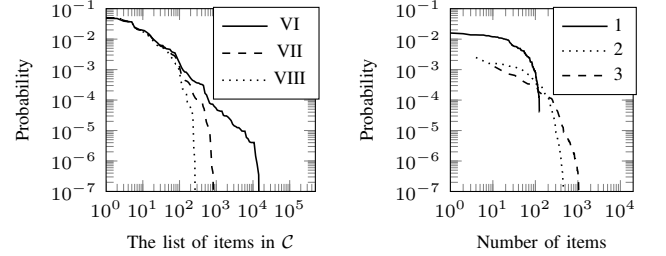 10^{-1}
10^{-2}
10^{-3}
10^{-4}
10^{-5}
10^{-6}
10^{-7}
Probability
VI
VII
VIII
10^{0} 10^{1} 10^{2} 10^{3} 10^{4} 10^{5}
The list of items in 𝒞
10^{-1}
10^{-2}
10^{-3}
10^{-4}
10^{-5}
10^{-6}
10^{-7}
Probability
1
2
3
10^{0} 10^{1} 10^{2} 10^{3} 10^{4}
Number of items